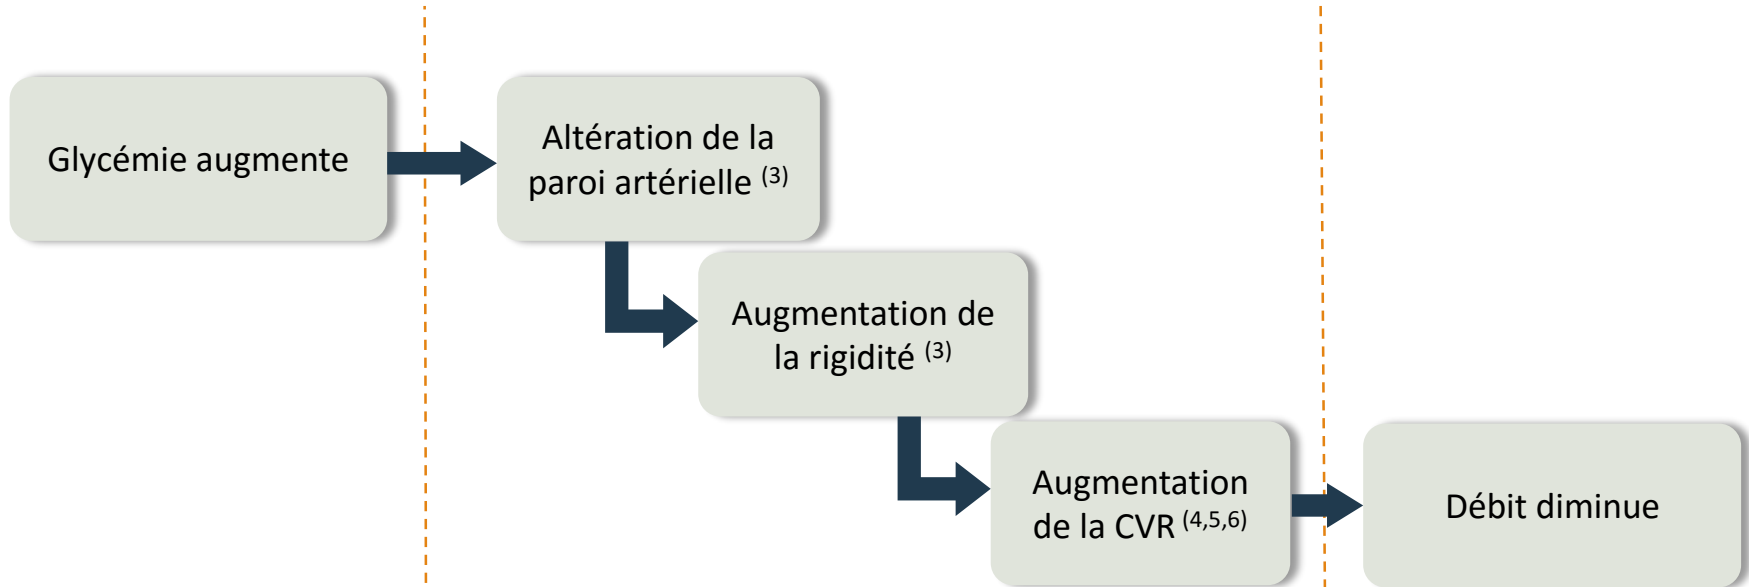 Glycémie augmente
Altération de la
paroi artérielle (3)
Augmentation de
la rigidité (3)
Augmentation
de la CVR (4,5,6)
Débit diminue